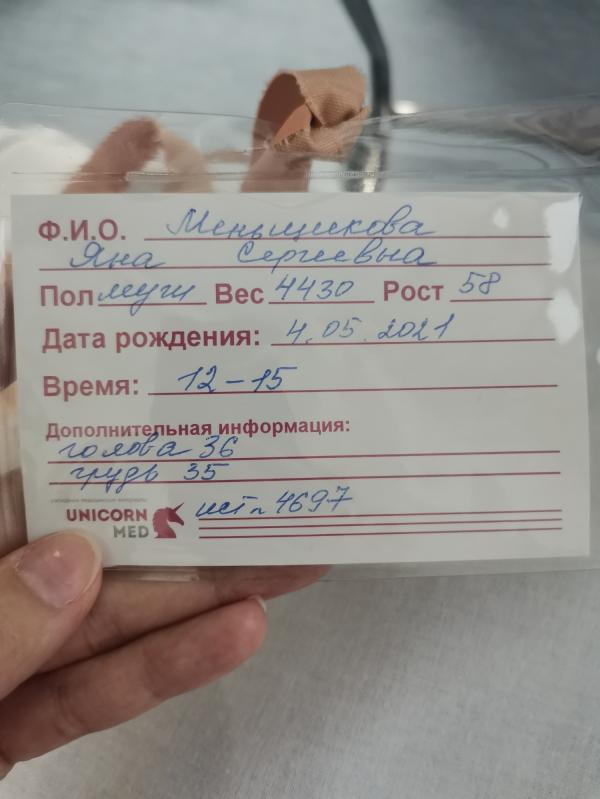 Ф.И.О. Меньщикова
Яна Сергеевна
Пол муж Вес 4430 Рост 58
Дата рождения: 4.05.2021
Время: 12-15
Дополнительная информация:
голова 36
грудь 35
UNICORN
MED
ист 4697